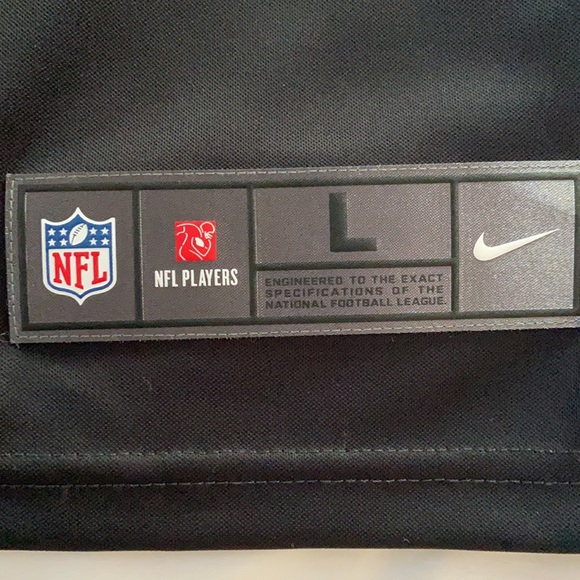 NFL
NFL PLAYERS
L
ENGINEERED TO THE EXACT
SPECIFICATIONS OF THE
NATIONAL FOOTBALL LEAGUE.